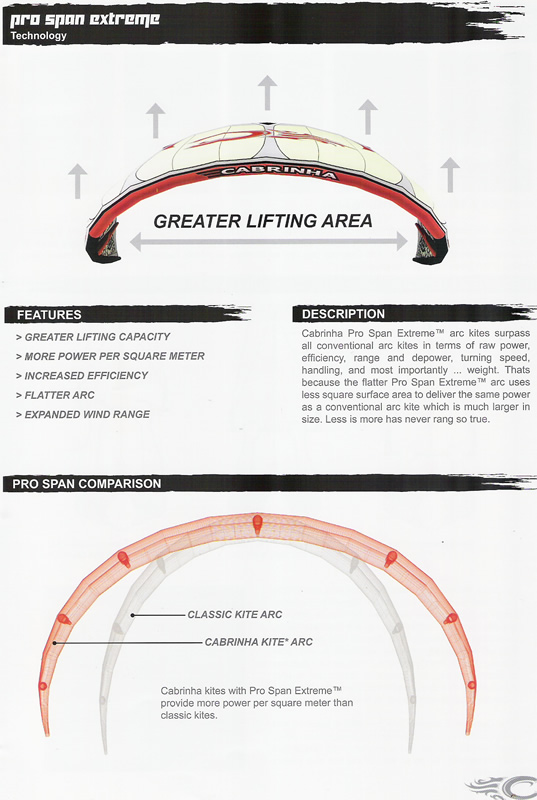 pro span extreme
Technology
CABRINHA
GREATER LIFTING AREA
FEATURES
> GREATER LIFTING CAPACITY
> MORE POWER PER SQUARE METER
> INCREASED EFFICIENCY
> FLATTER ARC
> EXPANDED WIND RANGE
DESCRIPTION
Cabrinha Pro Span Extreme™ arc kites surpass
all conventional arc kites in terms of raw power,
efficiency, range and depower, turning speed,
handling, and most importantly ... weight. Thats
because the flatter Pro Span Extreme™ arc uses
less square surface area to deliver the same power
as a conventional arc kite which is much larger in
size. Less is more has never rang so true.
PRO SPAN COMPARISON
CLASSIC KITE ARC
CABRINHA KITE* ARC
Cabrinha kites with Pro Span Extreme™
provide more power per square meter than
classic kites.